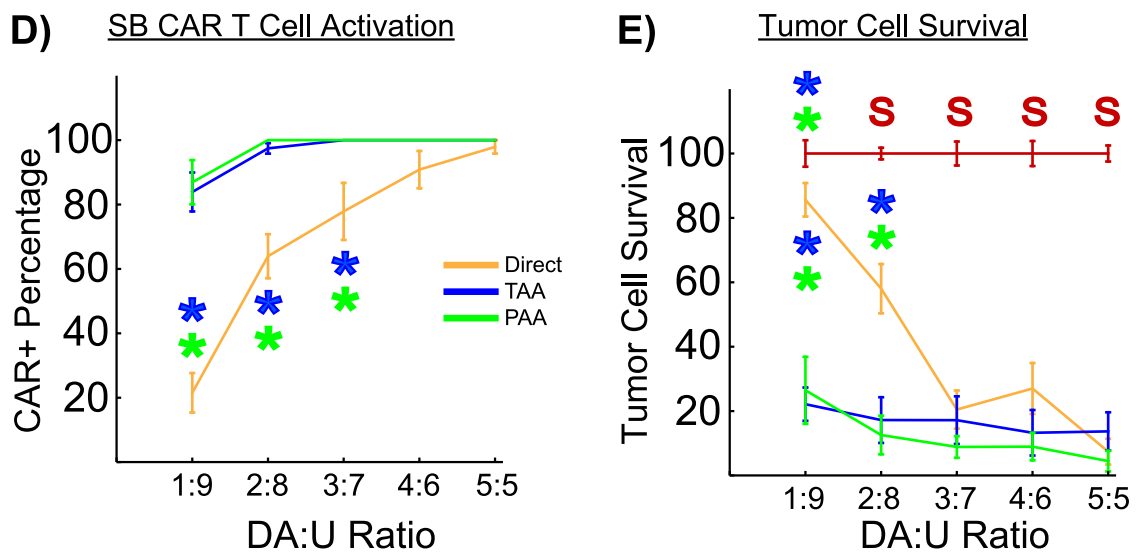 D) SB CAR T Cell Activation
CAR+ Percentage
100
80
60
40
20
* *
* *
* *
Direct
TAA
PAA
1:9 2:8 3:7 4:6 5:5
DA:U Ratio
E) Tumor Cell Survival
Tumor Cell Survival
* *
S S S S
100
80
60
40
20
* *
* *
1:9 2:8 3:7 4:6 5:5
DA:U Ratio